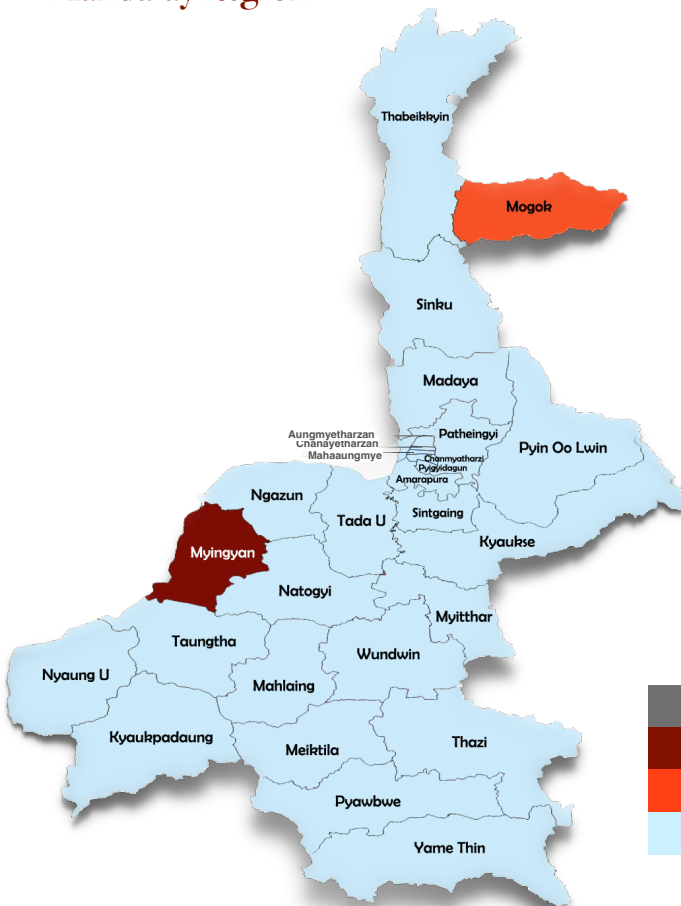 Thabeikkyin
Mogok
Sinku
Madaya
Aungmyetharzan
Chanayetharzan
Mahaaungmye
Patheingyi
Pyin Oo Lwin
Chanmyatharzi
Pyigyidagun
Amarapura
Ngazun
Tada U
Sintgaing
Kyaukse
Myingyan
Natogyi
Myitthar
Taungtha
Wundwin
Nyaung U
Mahlaing
Kyaukpadaung
Meiktila
Thazi
Pyawbwe
Yame Thin